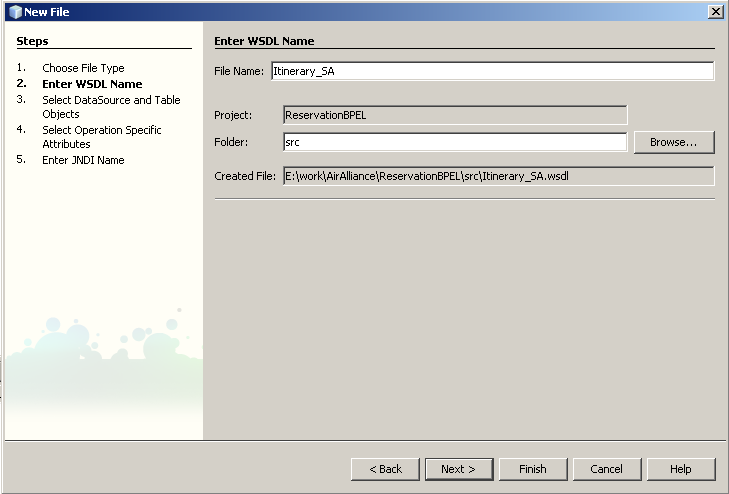 New File
Steps
1. Choose File Type
2. Enter WSDL Name
3. Select DataSource and Table
Objects
4. Select Operation Specific
Attributes
5. Enter JNDI Name
Enter WSDL Name
File Name: Itinerary_SA
Project: ReservationBPEL
Folder: src Browse...
Created File: E:\work\AirAlliance\ReservationBPEL\src\Itinerary_SA.wsdl
< Back Next > Finish Cancel Help